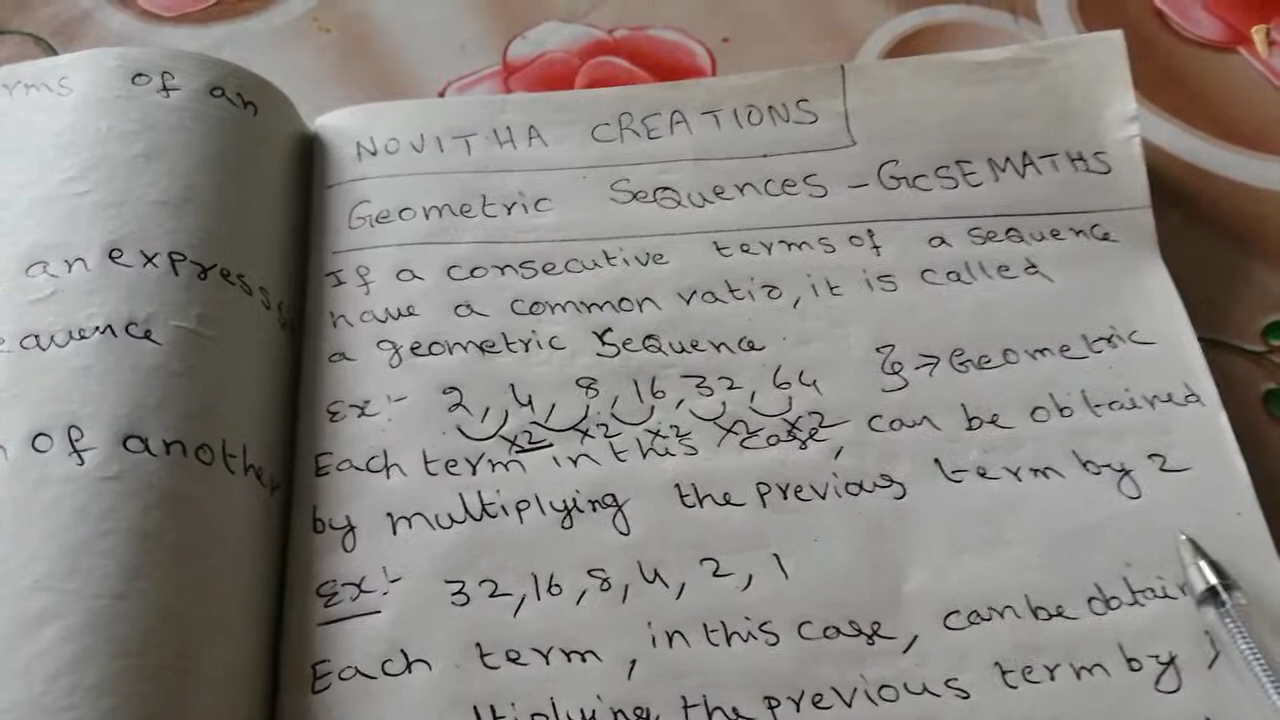 rms of an
an express
equence
of another
NOVITHA CREATIONS
Geometric Sequences - GCSE MATHS
If a consecutive terms of a sequence
have a common ratio, it is called
a geometric sequence.
Ex:- 2, 4, 8, 16, 32, 64 → Geometric
×2 ×2 ×2 ×2 ×2
Each term in this case, can be obtained
by multiplying the previous term by 2
Ex:- 32, 16, 8, 4, 2, 1
Each term, in this case, can be obtain
ltiplying the previous term by